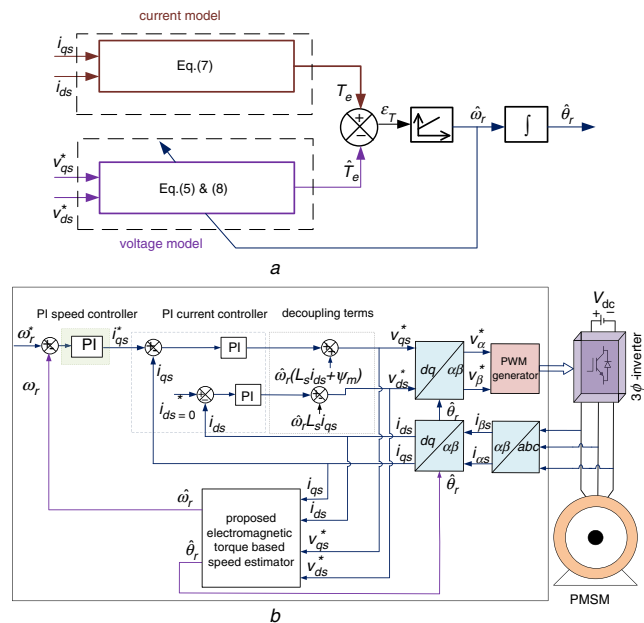 current model
i_qs
i_ds
Eq.(7)
T_e
+
−
ε_T
ω̂_r
∫
θ̂_r
v*_qs
v*_ds
Eq.(5) & (8)
T̂_e
voltage model
a
b
PI speed controller
PI current controller
decoupling terms
ω*_r
PI
i*_qs
PI
ω_r
i_qs
i*_ds = 0
PI
i_ds
ω̂_r(L_s i_ds+ψ_m)
ω̂_r L_s i_qs
v*_qs
v*_ds
dq
αβ
v*_α
v*_β
PWM
generator
V_dc
+ −
3ϕ-inverter
θ̂_r
i_ds
i_qs
dq
αβ
i_βs
i_αs
αβ
abc
θ̂_r
ω̂_r
θ̂_r
proposed
electromagnetic
torque based
speed estimator
i_qs
i_ds
v_qs*
v_ds*
PMSM